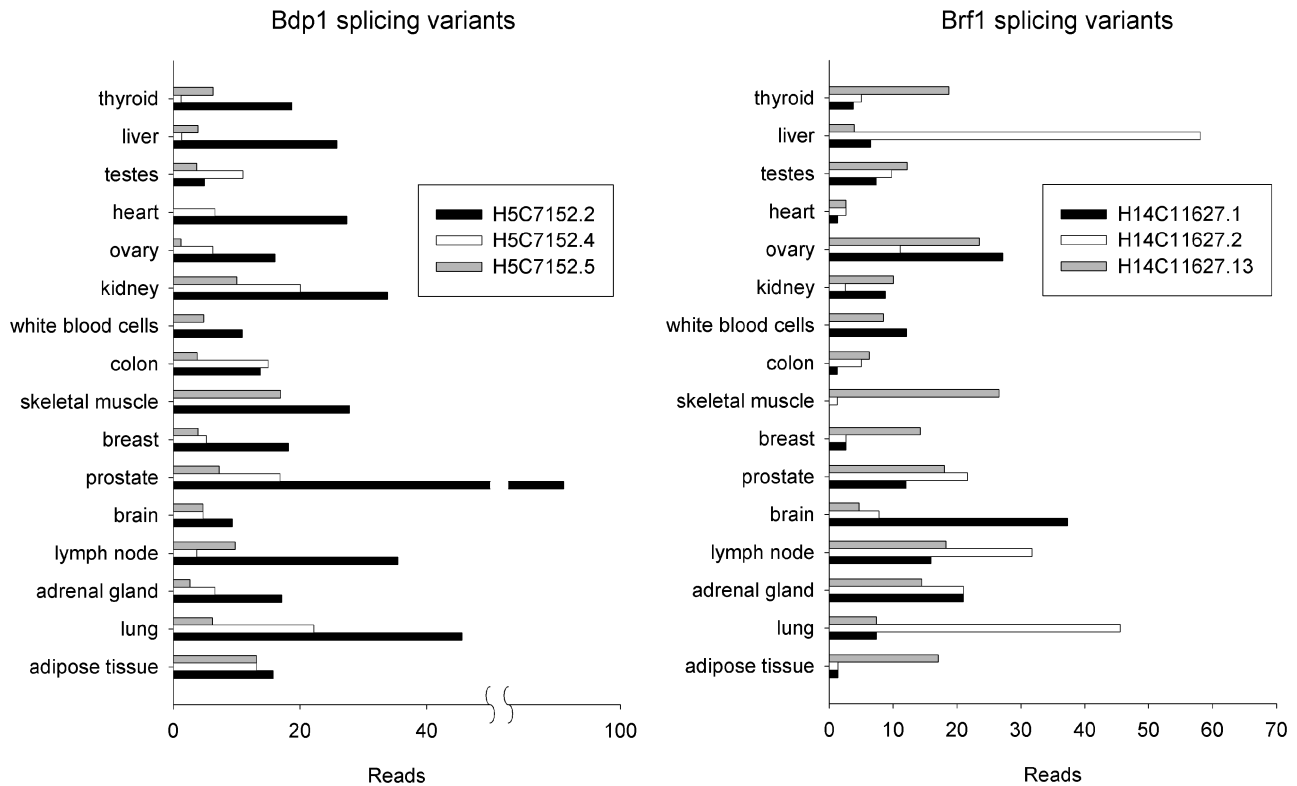 Bdp1 splicing variants
thyroid
liver
testes
heart
ovary
kidney
white blood cells
colon
skeletal muscle
breast
prostate
brain
lymph node
adrenal gland
lung
adipose tissue
H5C7152.2
H5C7152.4
H5C7152.5
0 20 40 100
Reads
Brf1 splicing variants
thyroid
liver
testes
heart
ovary
kidney
white blood cells
colon
skeletal muscle
breast
prostate
brain
lymph node
adrenal gland
lung
adipose tissue
H14C11627.1
H14C11627.2
H14C11627.13
0 10 20 30 40 50 60 70
Reads